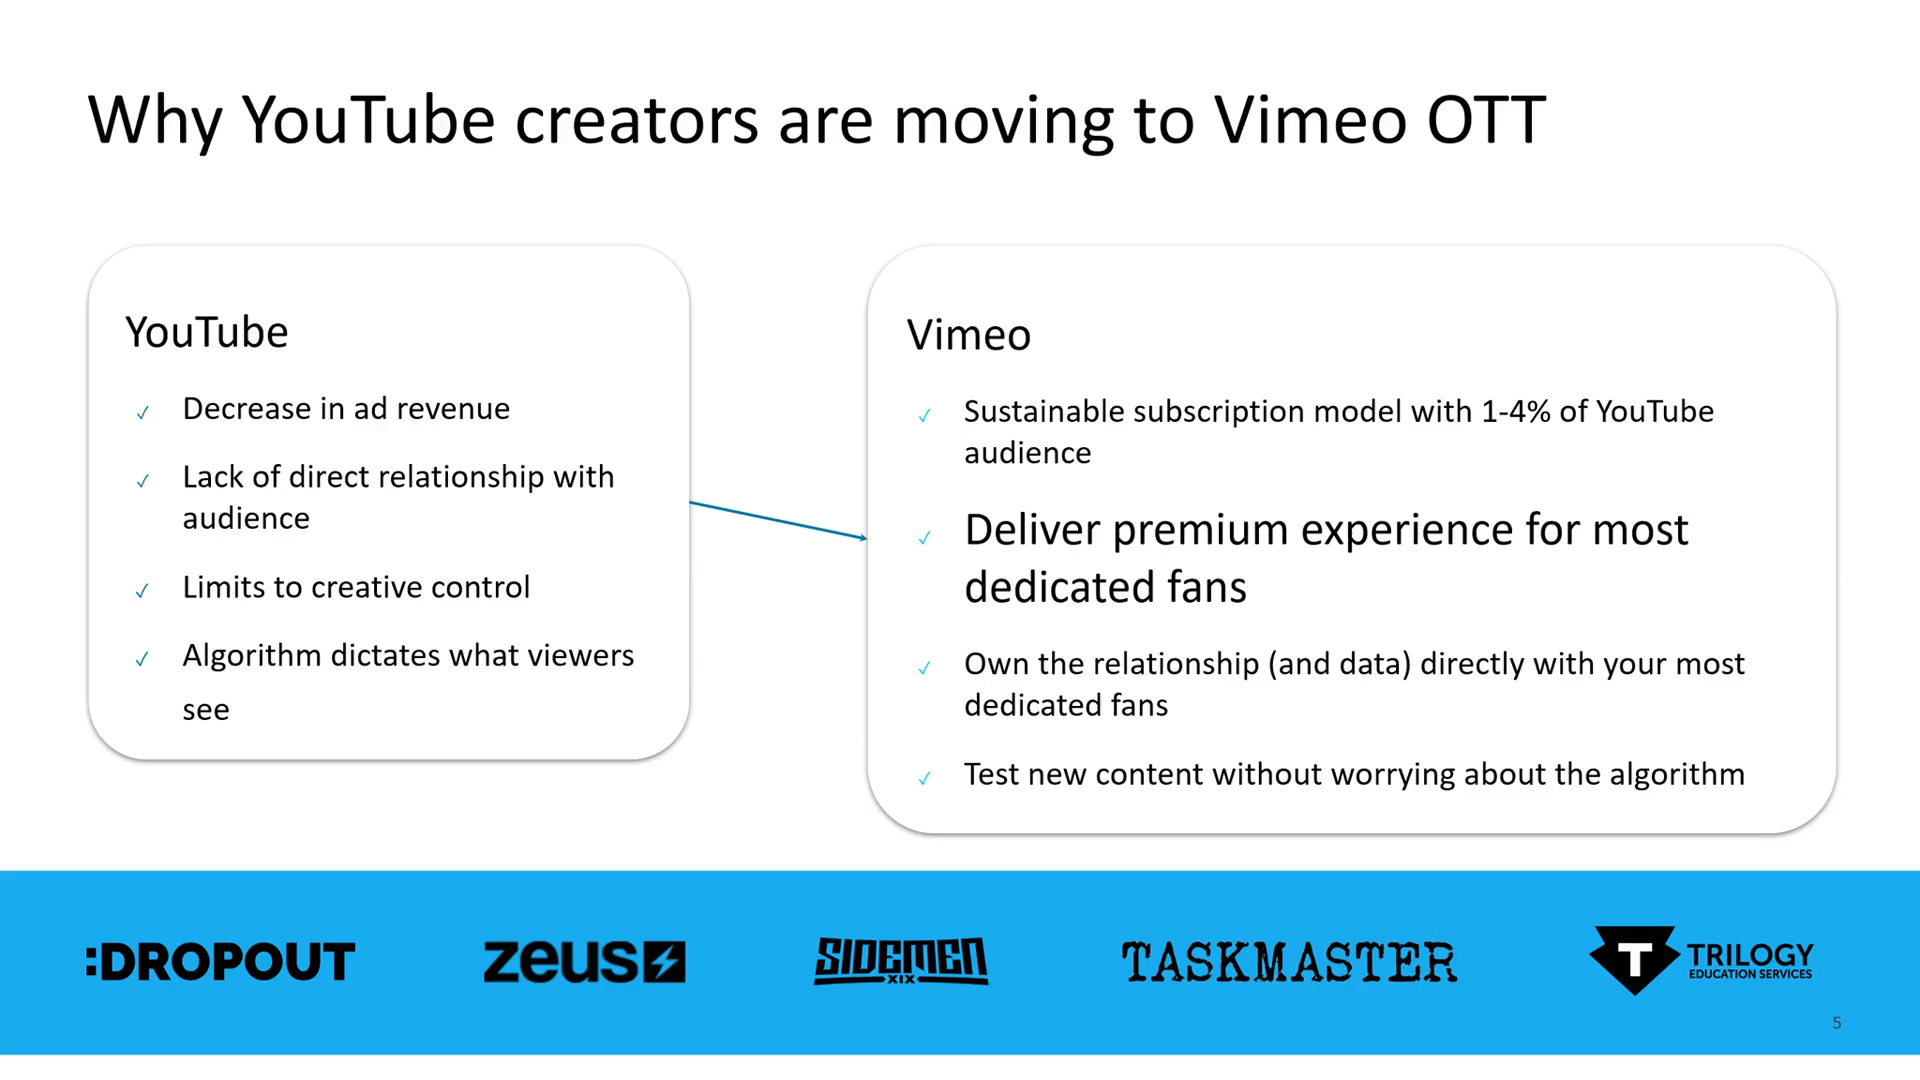 Why YouTube creators are moving to Vimeo OTT
YouTube
✓ Decrease in ad revenue
✓ Lack of direct relationship with
audience
✓ Limits to creative control
✓ Algorithm dictates what viewers
see
Vimeo
✓ Sustainable subscription model with 1-4% of YouTube
audience
✓ Deliver premium experience for most
dedicated fans
✓ Own the relationship (and data) directly with your most
dedicated fans
✓ Test new content without worrying about the algorithm
:DROPOUT
zeus
SIDEMEN
XIX
TASKMASTER
T
TRILOGY
EDUCATION SERVICES
5